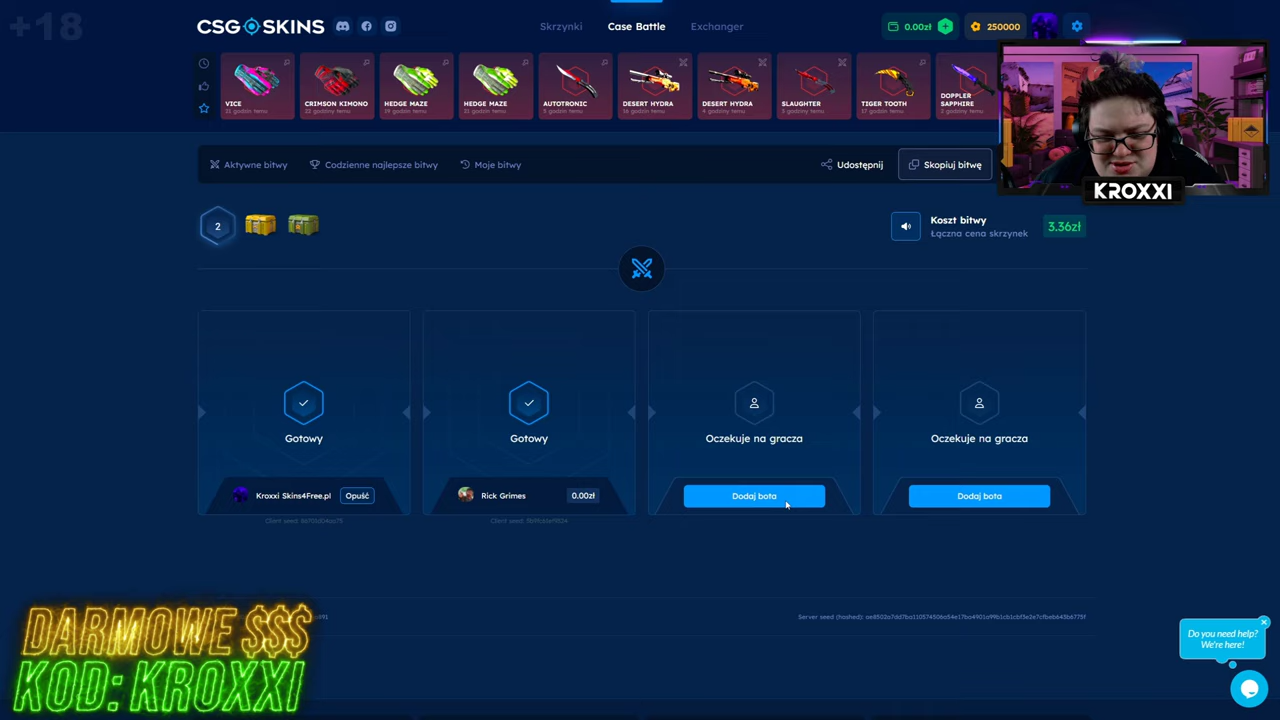 +18
CSG SKINS
Skrzynki
Case Battle
Exchanger
0.00zł
250000
VICE
CRIMSON KIMONO
HEDGE MAZE
HEDGE MAZE
AUTOTRONIC
DESERT HYDRA
DESERT HYDRA
SLAUGHTER
TIGER TOOTH
DOPPLER SAPPHIRE
KROXXI
Aktywne bitwy
Codzienne najlepsze bitwy
Moje bitwy
Udostępnij
Skopiuj bitwę
2
Koszt bitwy
Łączna cena skrzynek
3.36zł
Gotowy
Gotowy
Oczekuje na gracza
Oczekuje na gracza
Kroxxi Skins4Free.pl
Opuść
Rick Grimes
0.00zł
Dodaj bota
Dodaj bota
DARMOWE $$$
KOD: KROXXI
Do you need help?
We're here!